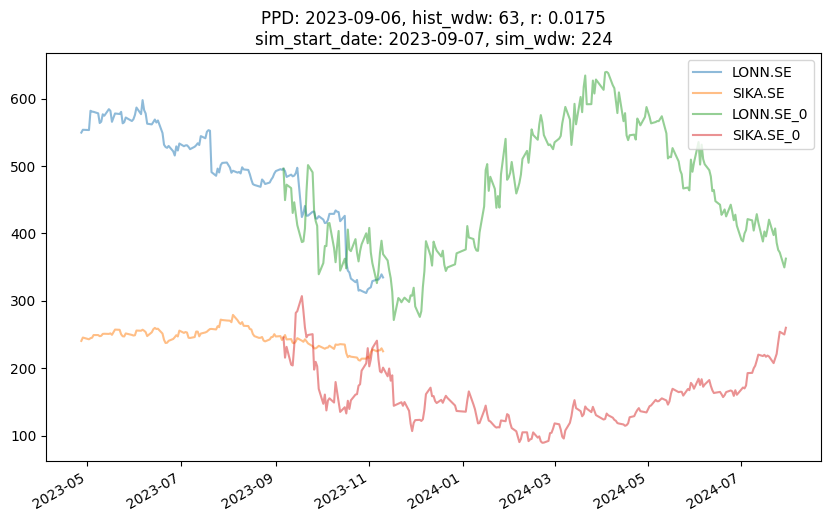 PPD: 2023-09-06, hist_wdw: 63, r: 0.0175
sim_start_date: 2023-09-07, sim_wdw: 224
LONN.SE
SIKA.SE
LONN.SE_0
SIKA.SE_0
600
500
400
300
200
100
2023-05
2023-07
2023-09
2023-11
2024-01
2024-03
2024-05
2024-07